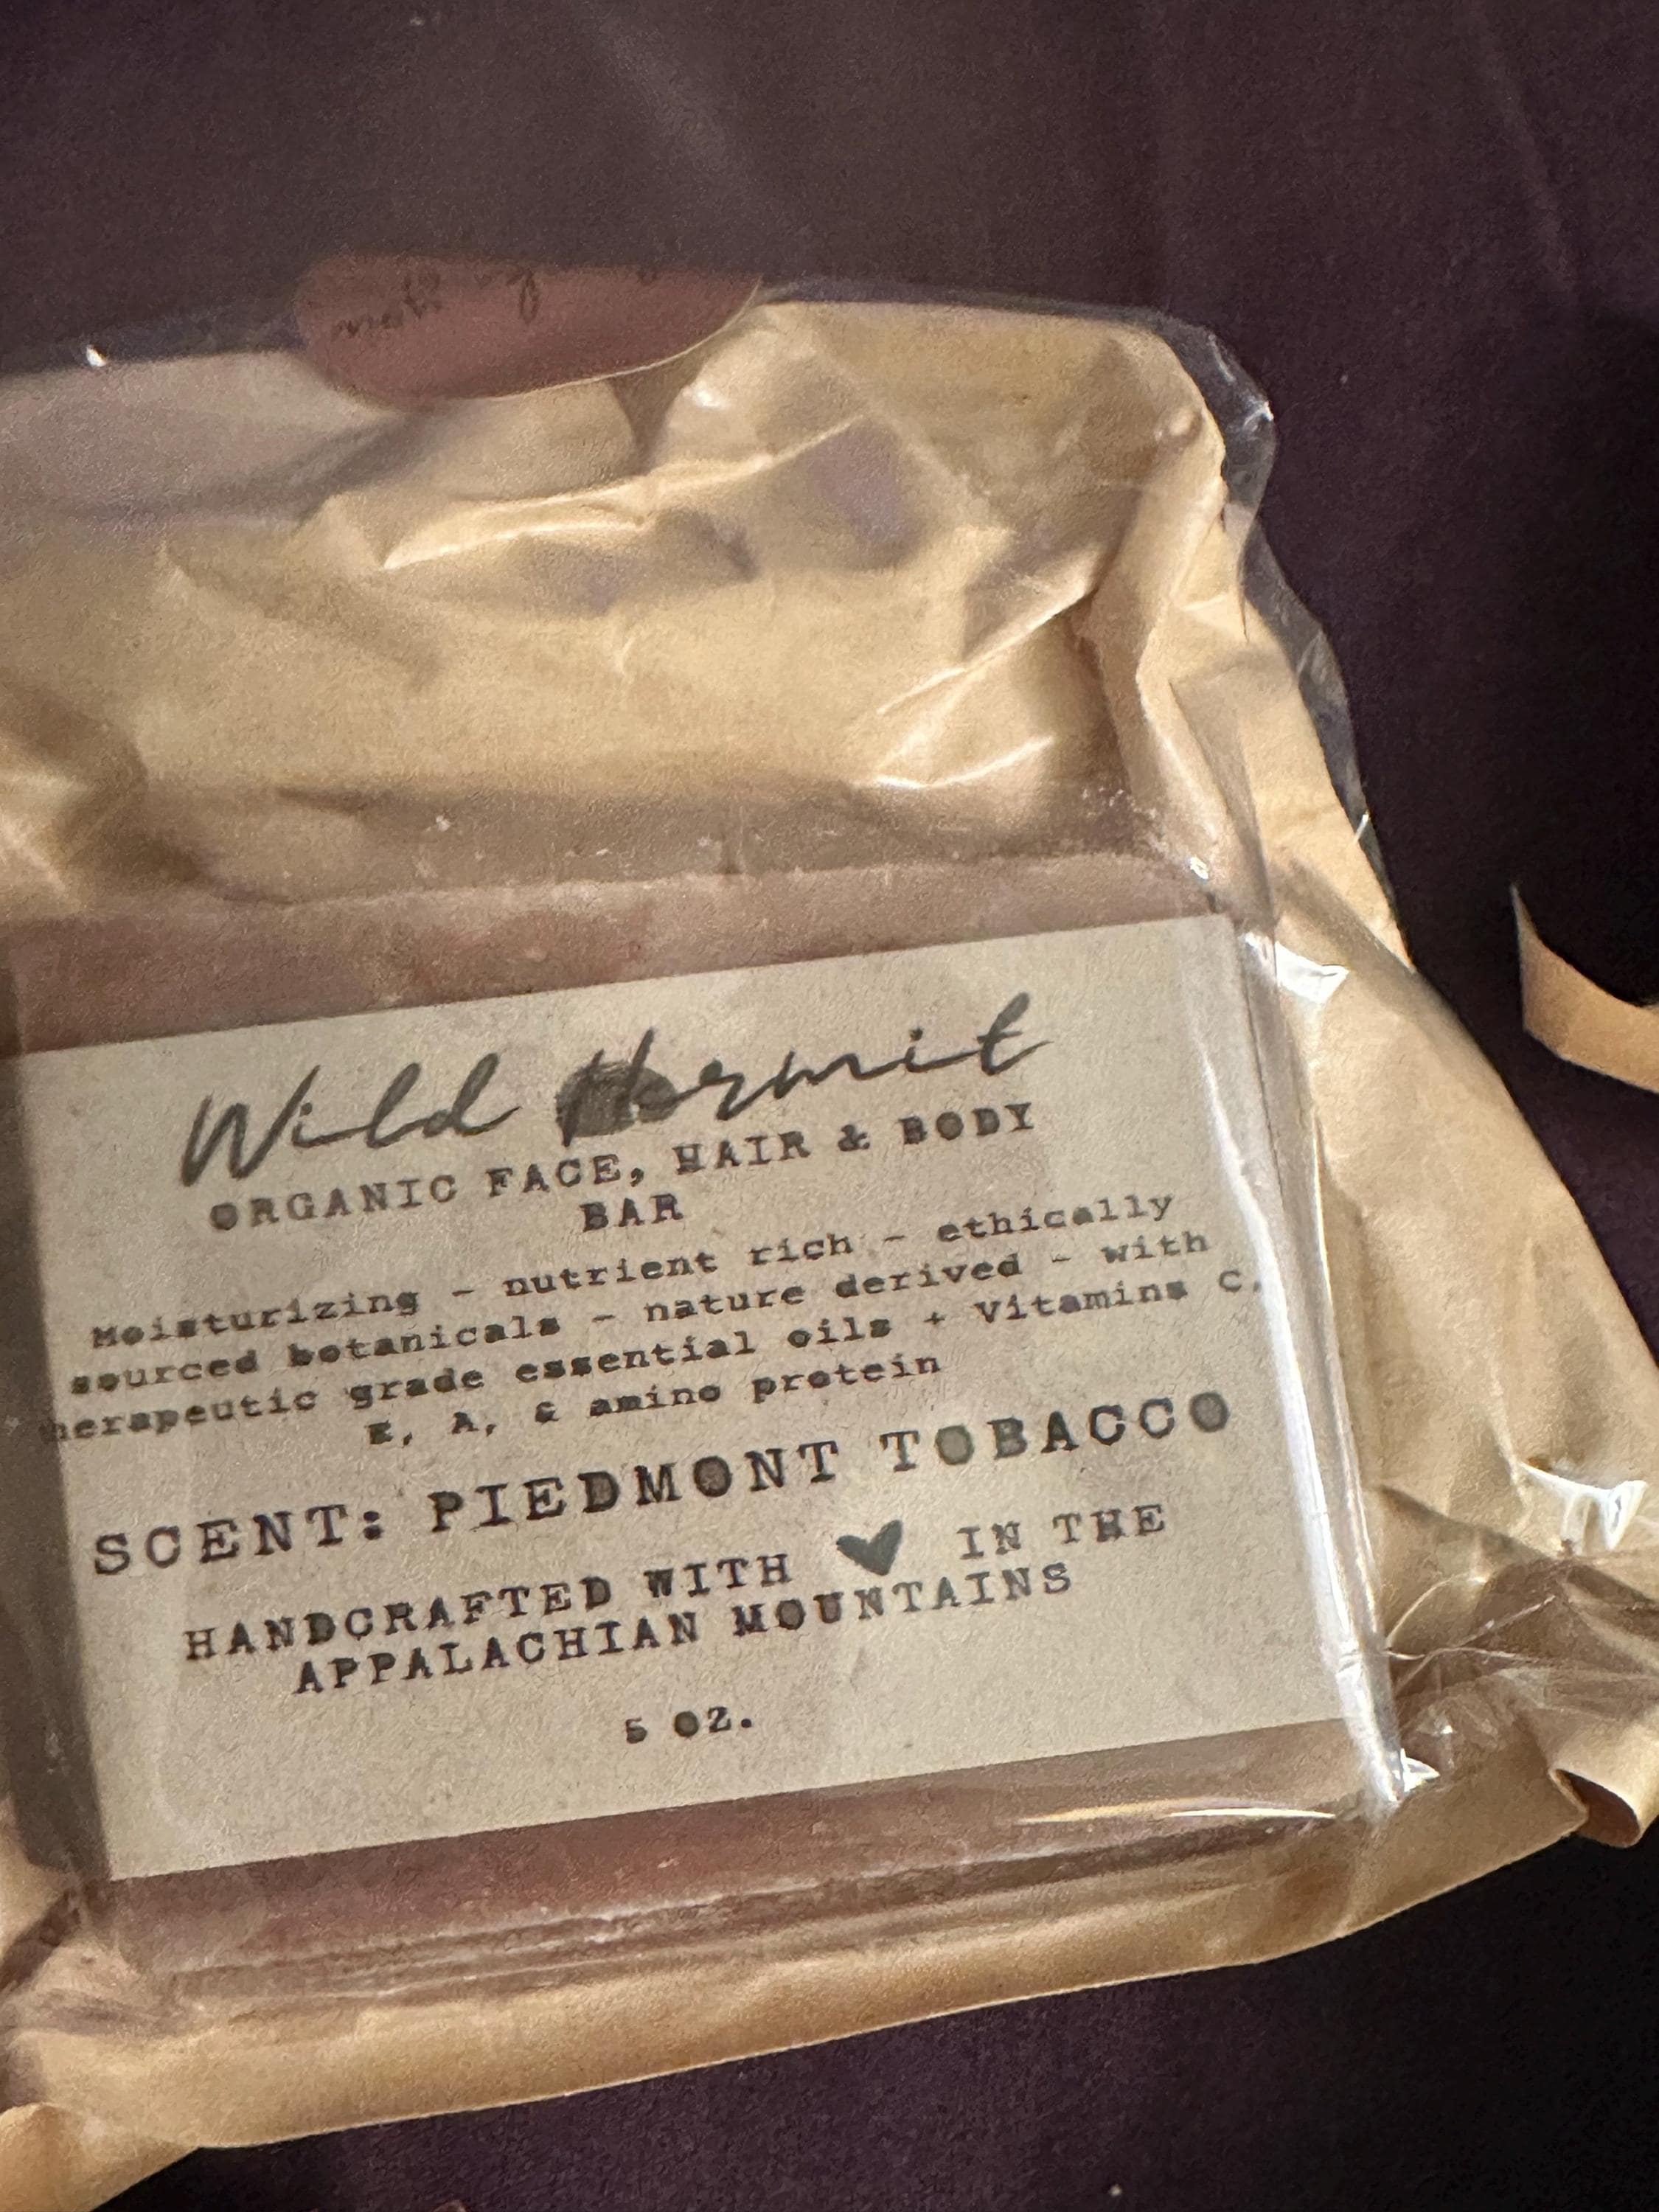 Wild Hermit
ORGANIC FACE, HAIR & BODY
BAR
Moisturizing - nutrient rich - ethically
sourced botanicals - nature derived - with
herapeutic grade essential oils + Vitamins C,
E, A, & amino protein
SCENT: PIEDMONT TOBACCO
HANDCRAFTED WITH ♥ IN THE
APPALACHIAN MOUNTAINS
5 OZ.